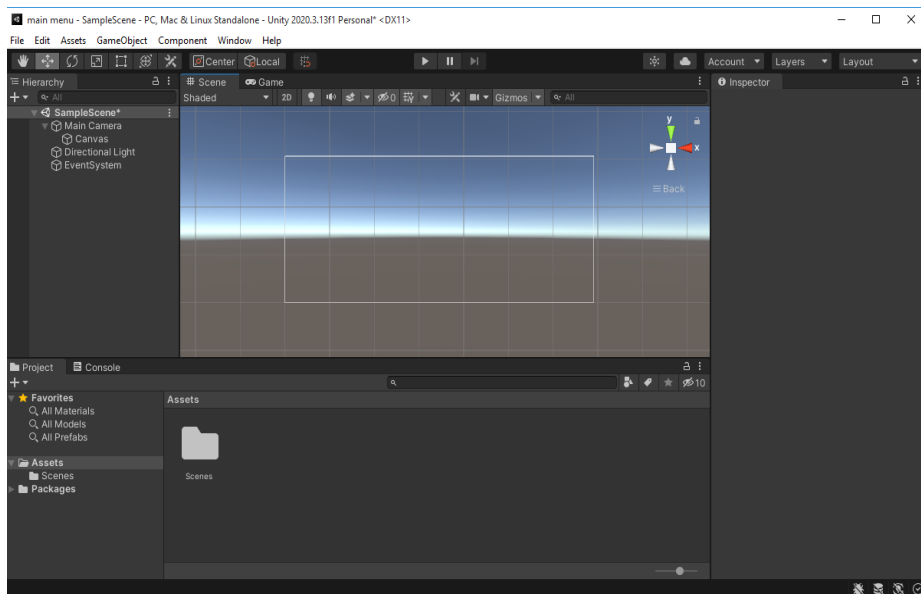 main menu - SampleScene - PC, Mac & Linux Standalone - Unity 2020.3.13f1 Personal* <DX11>
File Edit Assets GameObject Component Window Help
Center Local Account Layers Layout
Hierarchy
All
SampleScene*
Main Camera
Canvas
Directional Light
EventSystem
Scene Game
Shaded 2D 0 Gizmos All
y
x
Back
Inspector
Project Console
10
Favorites
All Materials
All Models
All Prefabs
Assets
Scenes
Packages
Assets
Scenes